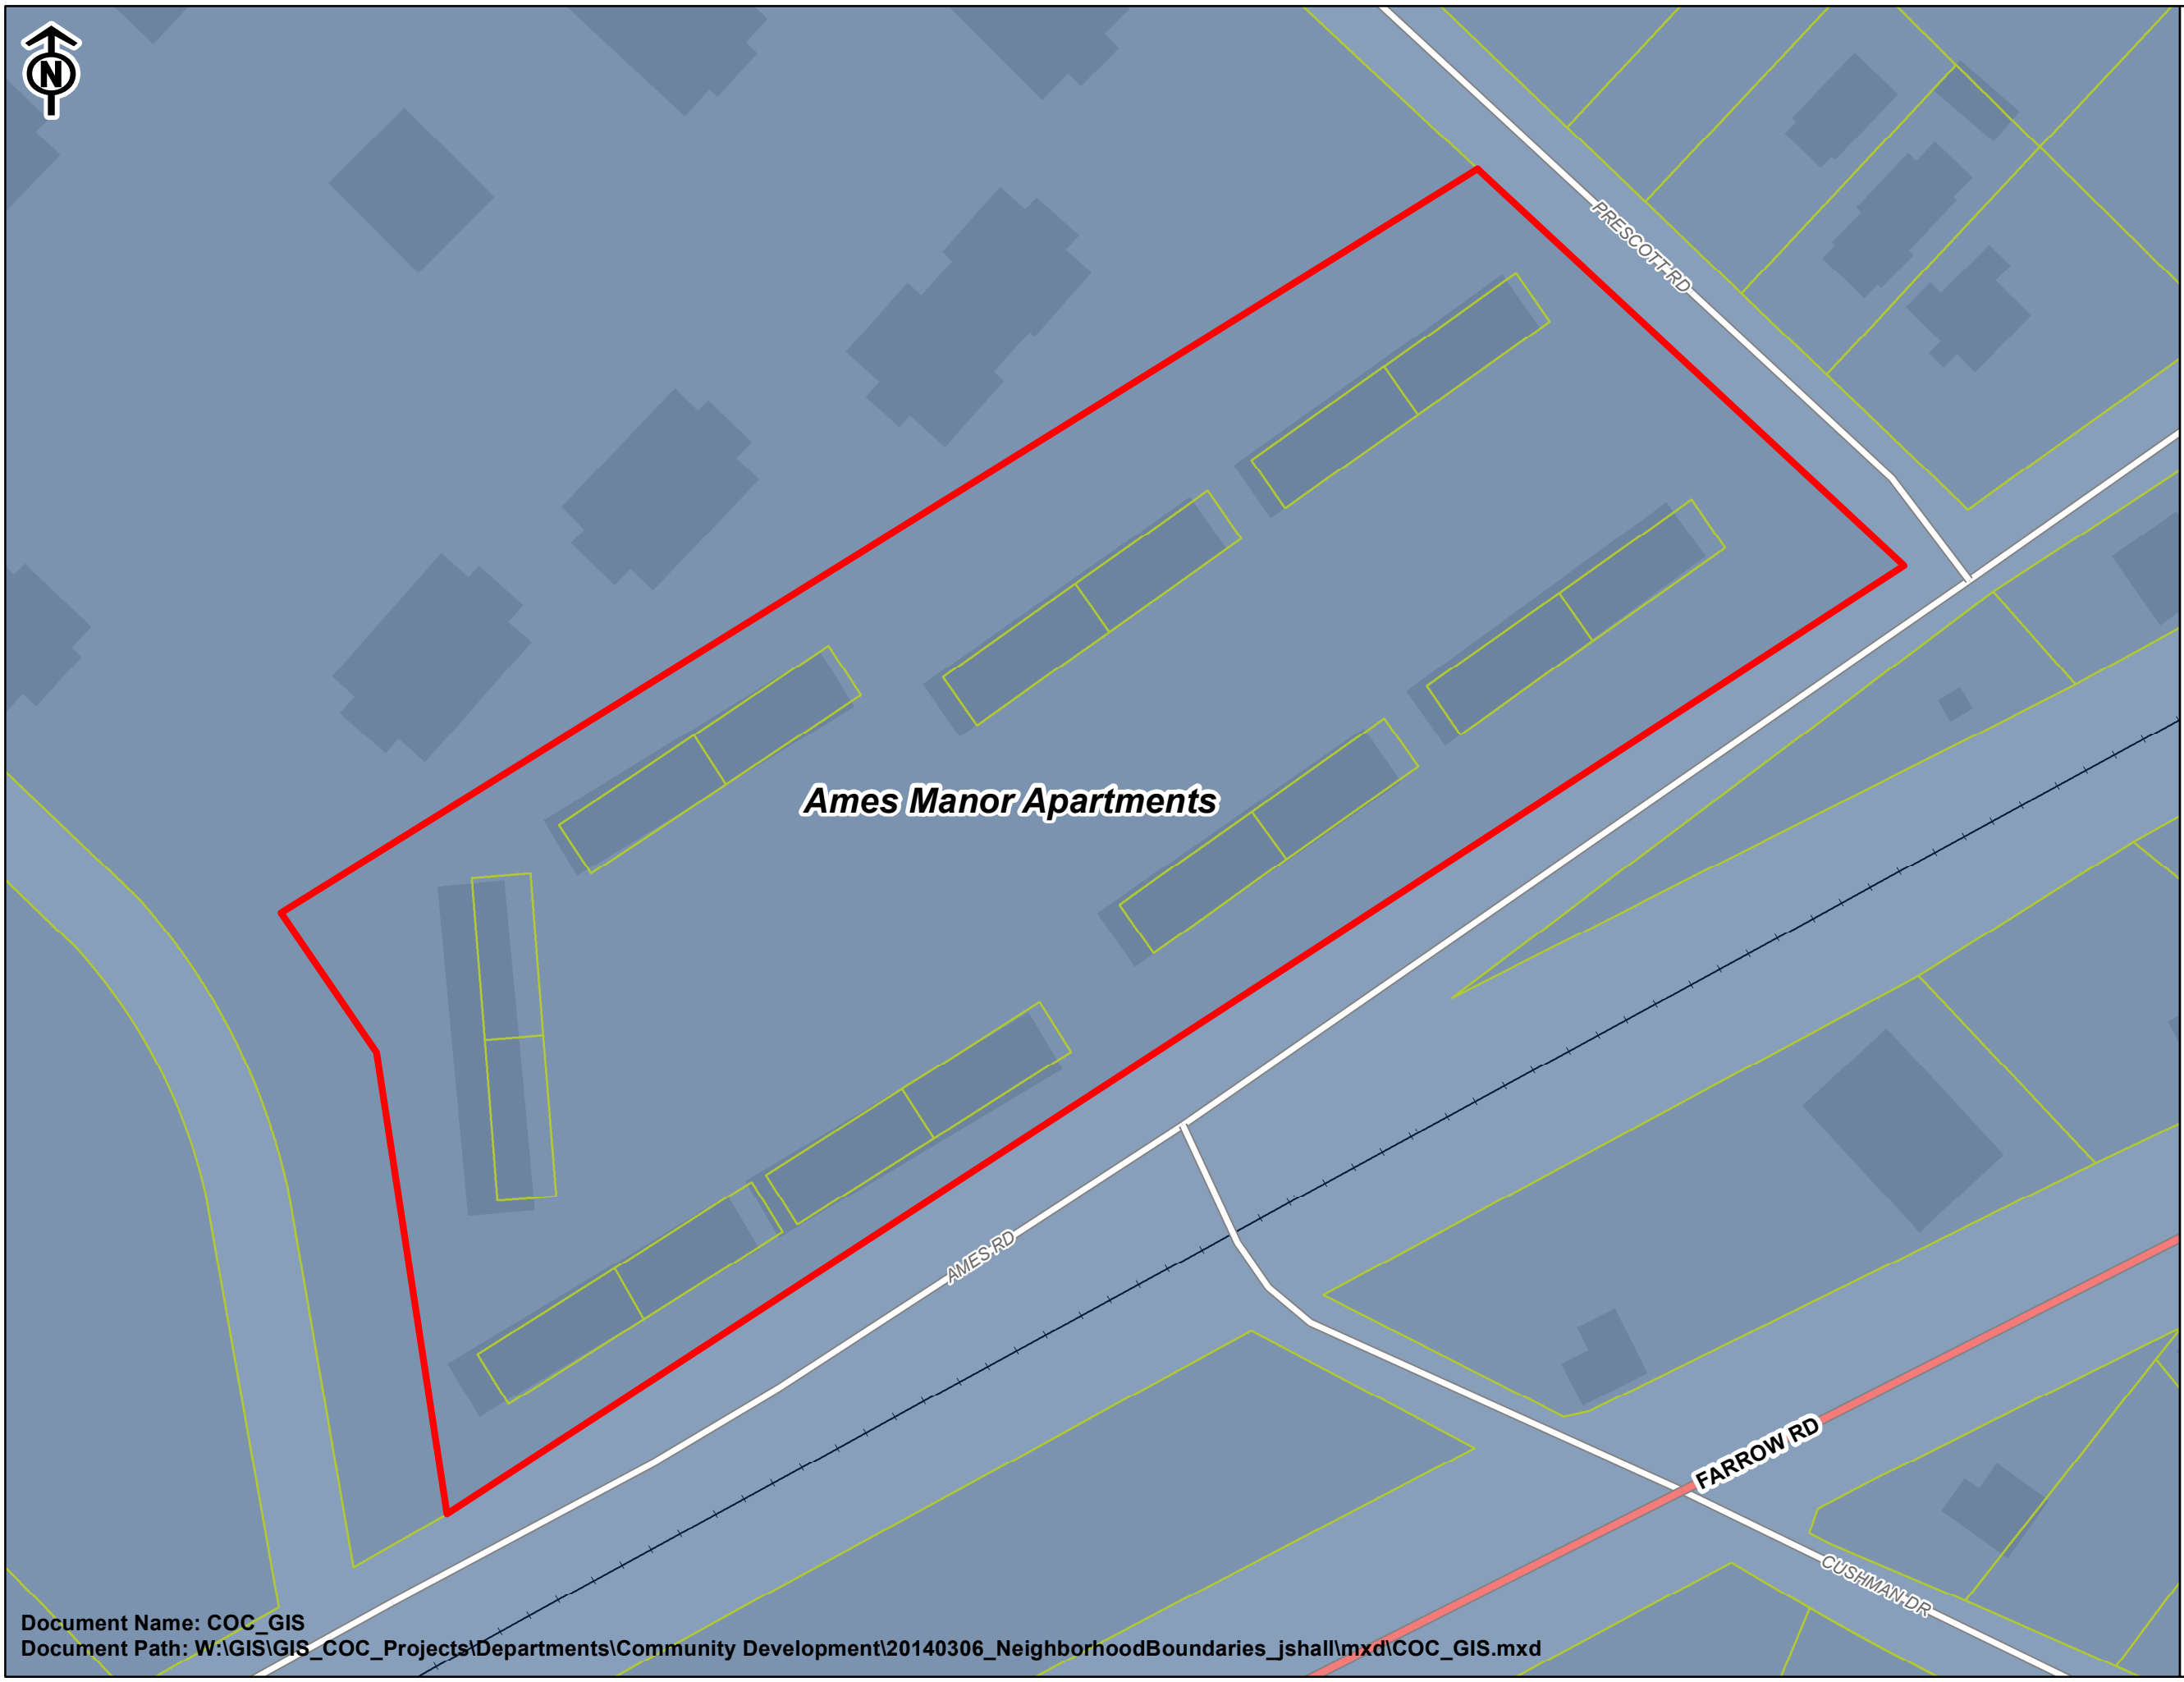 N
PRESCOTT RD
Ames Manor Apartments
AMES RD
FARROW RD
CUSHMAN DR
Document Name: COC_GIS
Document Path: W:\GIS\GIS_COC_Projects\Departments\Community Development\20140306_NeighborhoodBoundaries_jshall\mxd\COC_GIS.mxd